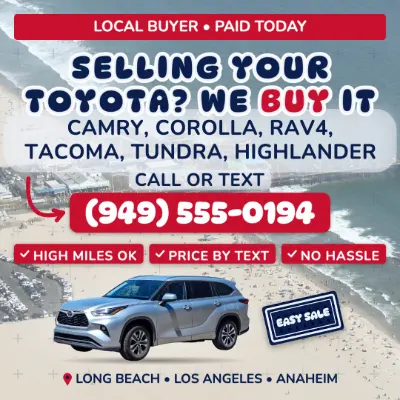 LOCAL BUYER • PAID TODAY
SELLING YOUR
TOYOTA? WE BUY IT
CAMRY, COROLLA, RAV4,
TACOMA, TUNDRA, HIGHLANDER
CALL OR TEXT
(949) 555-0194
HIGH MILES OK
PRICE BY TEXT
NO HASSLE
EASY SALE
LONG BEACH • LOS ANGELES • ANAHEIM